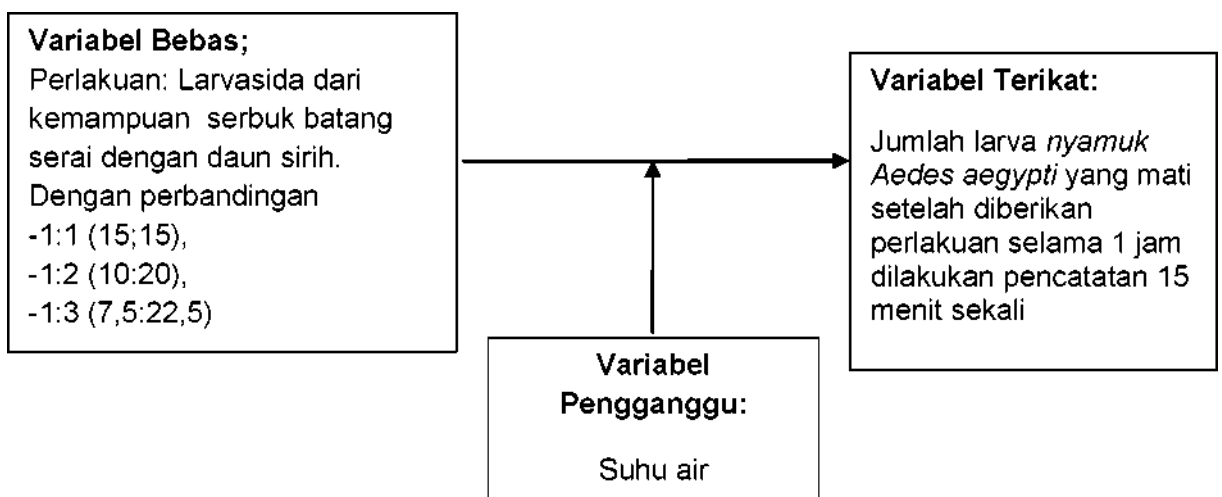 Variabel Bebas;
Perlakuan: Larvasida dari
kemampuan serbuk batang
serai dengan daun sirih.
Dengan perbandingan
-1:1 (15;15),
-1:2 (10:20),
-1:3 (7,5:22,5)
Variabel Terikat:
Jumlah larva nyamuk
Aedes aegypti yang mati
setelah diberikan
perlakuan selama 1 jam
dilakukan pencatatan 15
menit sekali
Variabel
Pengganggu:
Suhu air